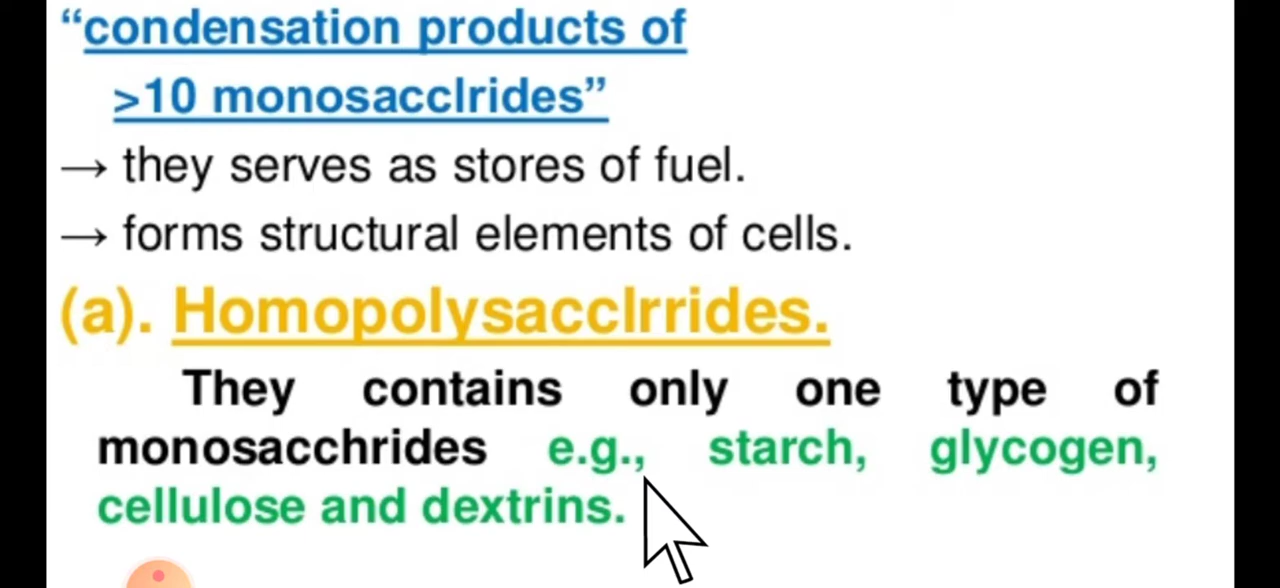 “condensation products of
>10 monosacclrides”
→ they serves as stores of fuel.
→ forms structural elements of cells.
(a). Homopolysacclrrides.
They contains only one type of
monosacchrides e.g., starch, glycogen,
cellulose and dextrins.